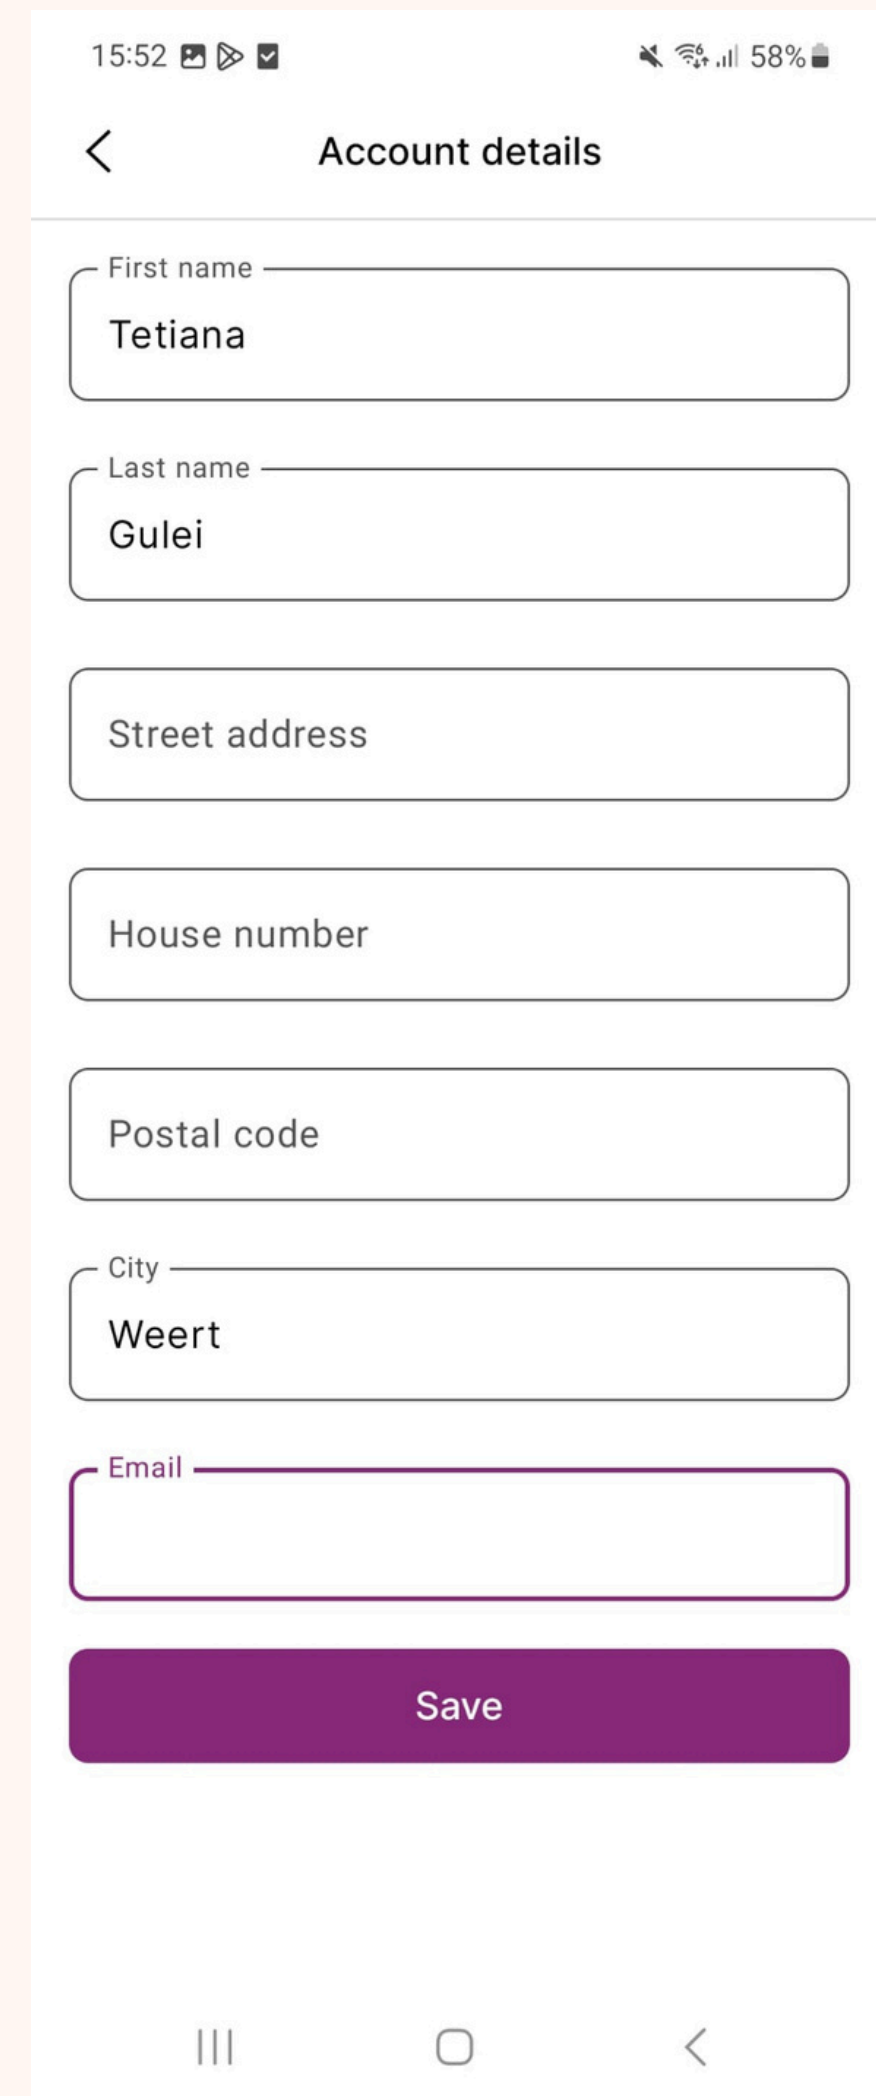 15:52 58%
Account details
First name
Tetiana
Last name
Gulei
Street address
House number
Postal code
City
Weert
Email
Save